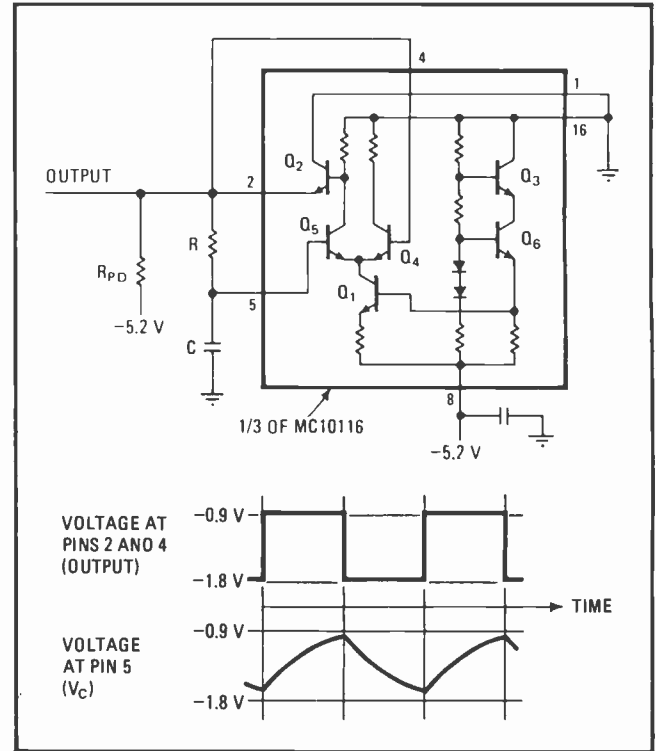 4
1
16
OUTPUT
2
Q2
Q3
Q5
Q4
Q6
R
RPD
-5.2 V
5
Q1
C
8
1/3 OF MC10116
-5.2 V
VOLTAGE AT
PINS 2 AND 4
(OUTPUT)
-0.9 V
-1.8 V
TIME
VOLTAGE
AT PIN 5
(VC)
-0.9 V
-1.8 V